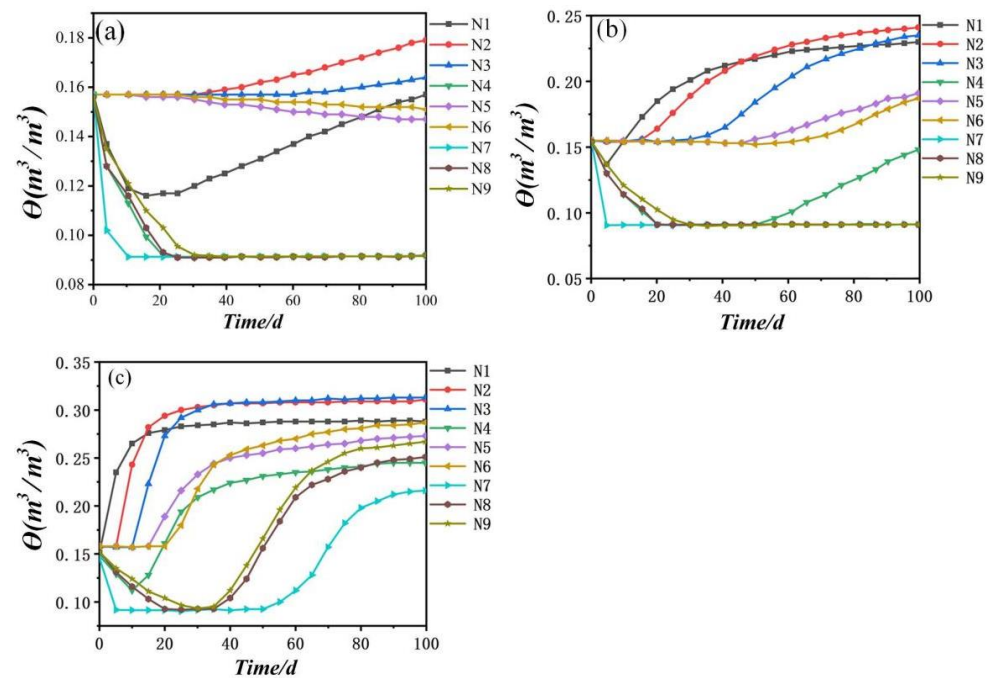 (a)
0.18
0.16
0.14
0.12
0.10
0.08
Θ(m³/m³)
0 20 40 60 80 100
Time/d
N1
N2
N3
N4
N5
N6
N7
N8
N9
(b)
0.25
0.20
0.15
0.10
0.05
Θ(m³/m³)
0 20 40 60 80 100
Time/d
N1
N2
N3
N4
N5
N6
N7
N8
N9
(c)
0.35
0.30
0.25
0.20
0.15
0.10
Θ(m³/m³)
0 20 40 60 80 100
Time/d
N1
N2
N3
N4
N5
N6
N7
N8
N9